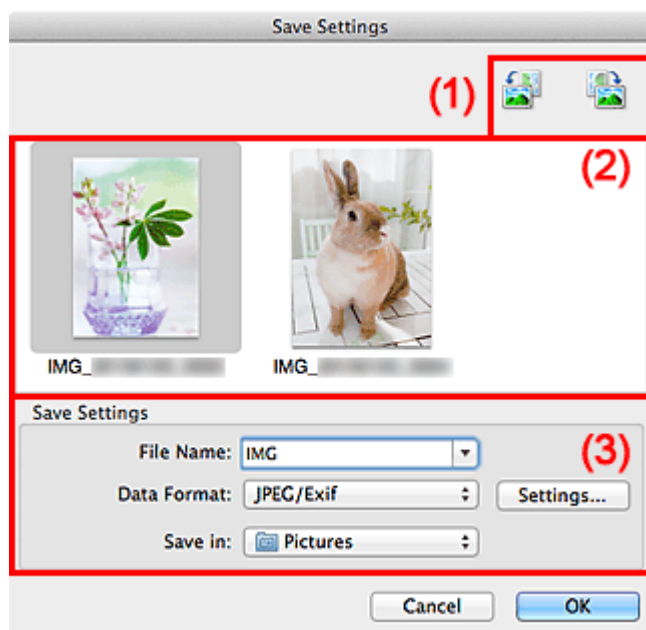 Save Settings
(1)
(2)
IMG_
IMG_
Save Settings
File Name: IMG
(3)
Data Format: JPEG/Exif Settings...
Save in: Pictures
Cancel OK